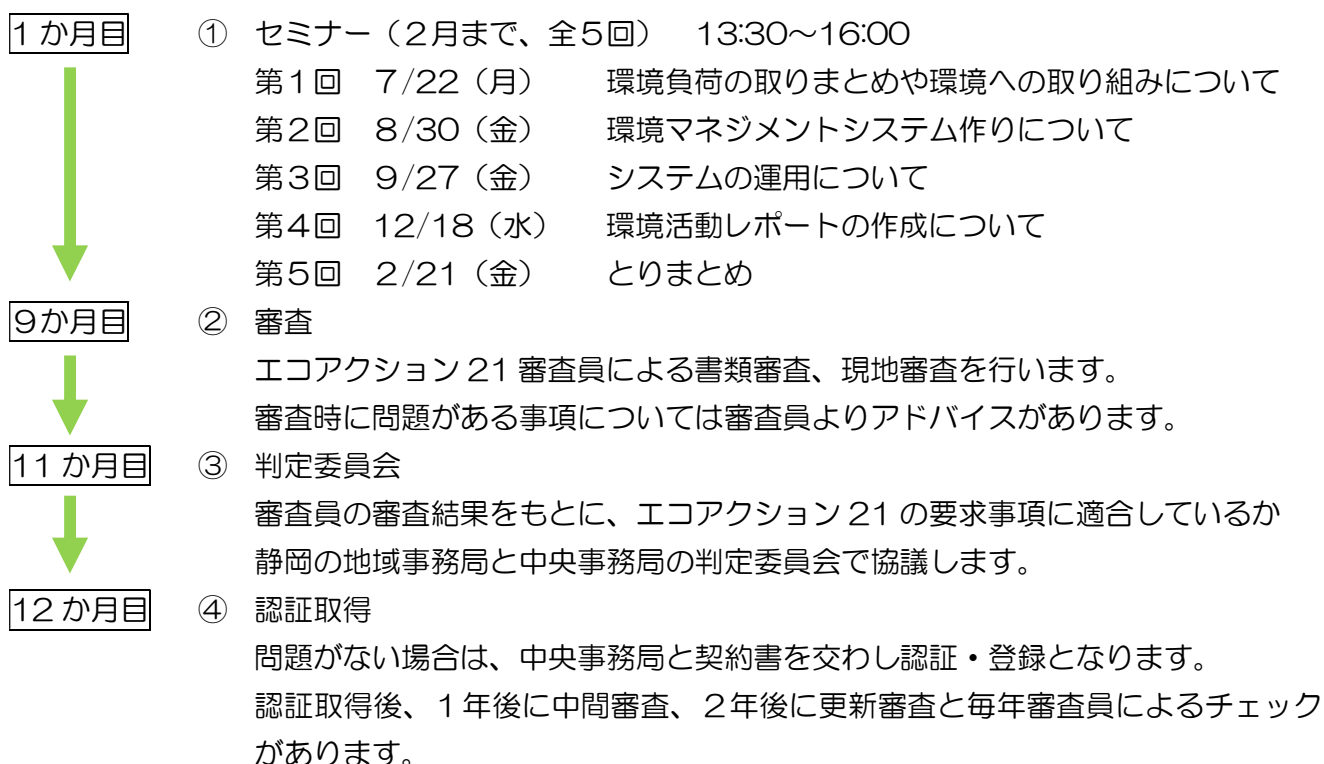 1か月目 ① セミナー（2月まで、全5回） 13:30～16:00
第1回 7/22（月） 環境負荷の取りまとめや環境への取り組みについて
第2回 8/30（金） 環境マネジメントシステム作りについて
第3回 9/27（金） システムの運用について
第4回 12/18（水） 環境活動レポートの作成について
第5回 2/21（金） とりまとめ
9か月目 ② 審査
エコアクション21審査員による書類審査、現地審査を行います。
審査時に問題がある事項については審査員よりアドバイスがあります。
11か月目 ③ 判定委員会
審査員の審査結果をもとに、エコアクション21の要求事項に適合しているか
静岡の地域事務局と中央事務局の判定委員会で協議します。
12か月目 ④ 認証取得
問題がない場合は、中央事務局と契約書を交わし認証・登録となります。
認証取得後、1年後に中間審査、2年後に更新審査と毎年審査員によるチェック
があります。